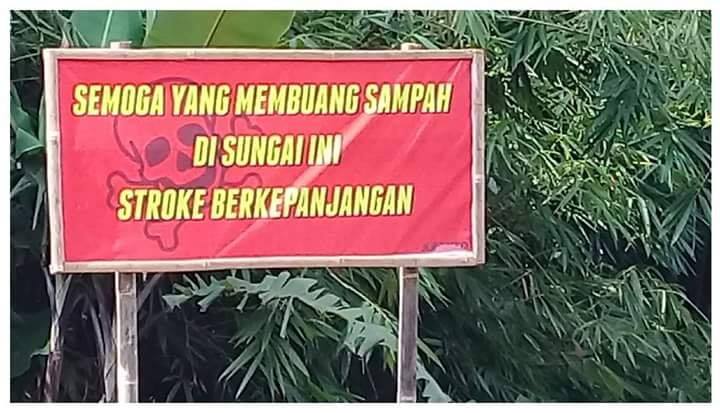 SEMOGA YANG MEMBUANG SAMPAH
DI SUNGAI INI
STROKE BERKEPANJANGAN